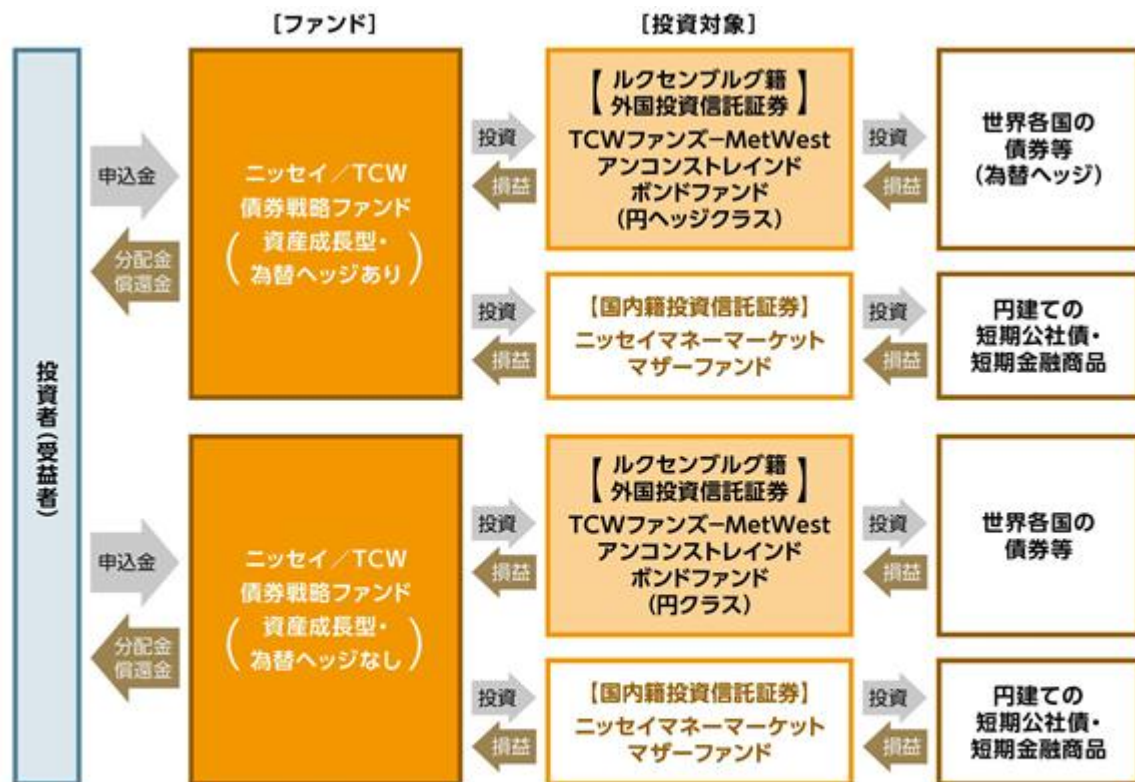 [ファンド]
[投資対象]
投資者(受益者)
申込金
分配金
償還金
ニッセイ／TCW
債券戦略ファンド
(資産成長型・
為替ヘッジあり)
投資
損益
【ルクセンブルグ籍
外国投資信託証券】
TCWファンズ−MetWest
アンコンストレインド
ボンドファンド
(円ヘッジクラス)
投資
損益
世界各国の
債券等
(為替ヘッジ)
投資
損益
【国内籍投資信託証券】
ニッセイマネーマーケット
マザーファンド
投資
損益
円建ての
短期公社債・
短期金融商品
申込金
分配金
償還金
ニッセイ／TCW
債券戦略ファンド
(資産成長型・
為替ヘッジなし)
投資
損益
【ルクセンブルグ籍
外国投資信託証券】
TCWファンズ−MetWest
アンコンストレインド
ボンドファンド
(円クラス)
投資
損益
世界各国の
債券等
投資
損益
【国内籍投資信託証券】
ニッセイマネーマーケット
マザーファンド
投資
損益
円建ての
短期公社債・
短期金融商品